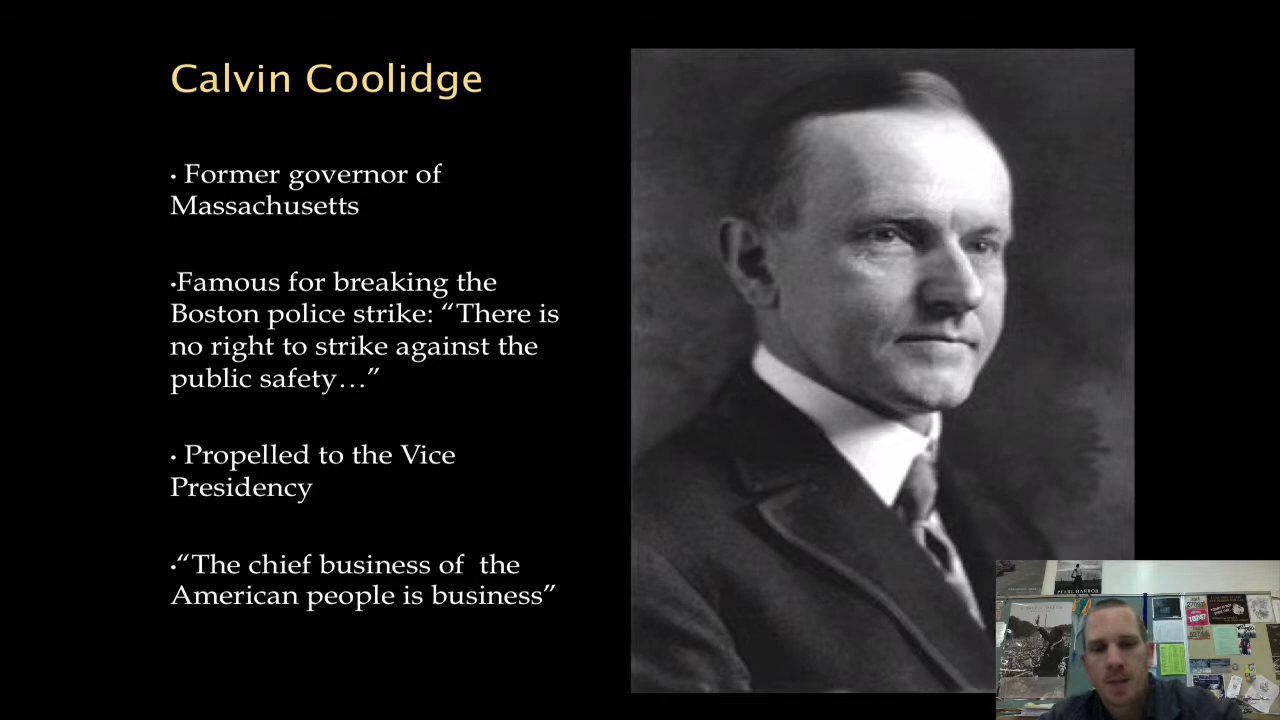 Calvin Coolidge
• Former governor of
Massachusetts
•Famous for breaking the
Boston police strike: “There is
no right to strike against the
public safety…”
• Propelled to the Vice
Presidency
•“The chief business of  the
American people is business”
PEARL HARBOR